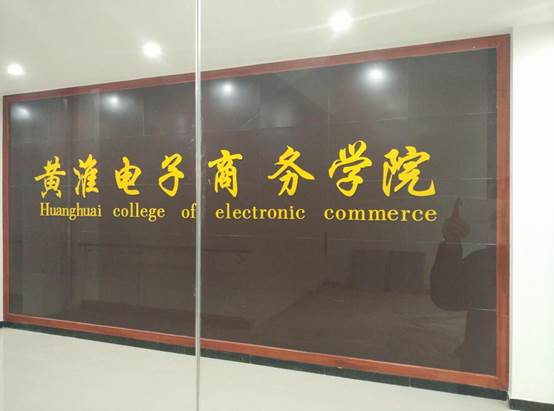 黄淮电子商务学院
Huanghuai college of electronic commerce